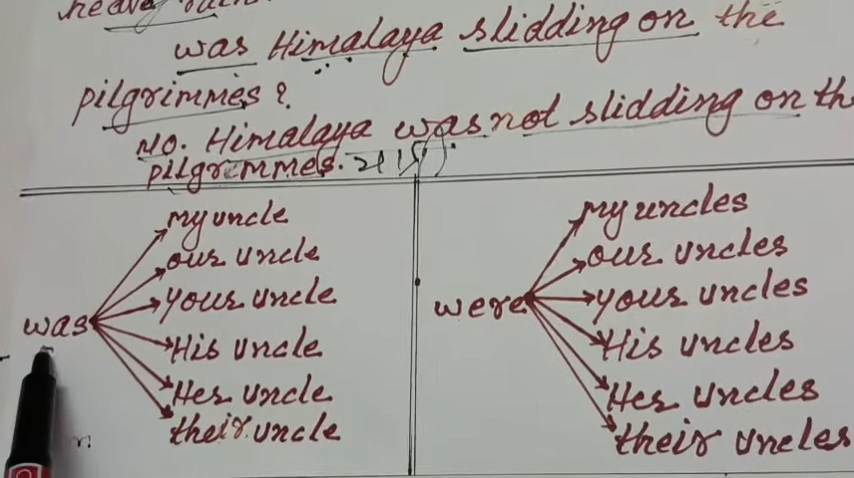 was Himalaya slidding on the
pilgrimmes?
No. Himalaya was not slidding on
pilgrimmes.
was
my uncle
our uncle
your uncle
His uncle
Her uncle
their uncle
were
my uncles
our uncles
your uncles
His uncles
Her uncles
their uncles